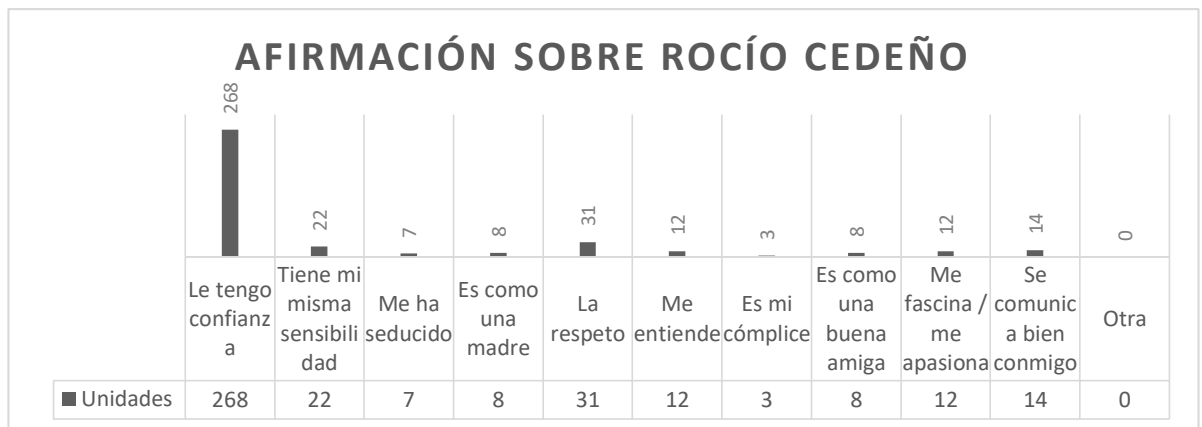 AFIRMACIÓN SOBRE ROCÍO CEDEÑO
268
22
7
8
31
12
3
8
12
14
0
Le tengo
confianz
a
Tiene mi
misma
sensibili
dad
Me ha
seducido
Es como
una
madre
La
respeto
Me
entiende
Es mi
cómplice
Es como
una
buena
amiga
Me
fascina /
me
apasiona
Se
comunic
a bien
conmigo
Otra
Unidades 268 22 7 8 31 12 3 8 12 14 0